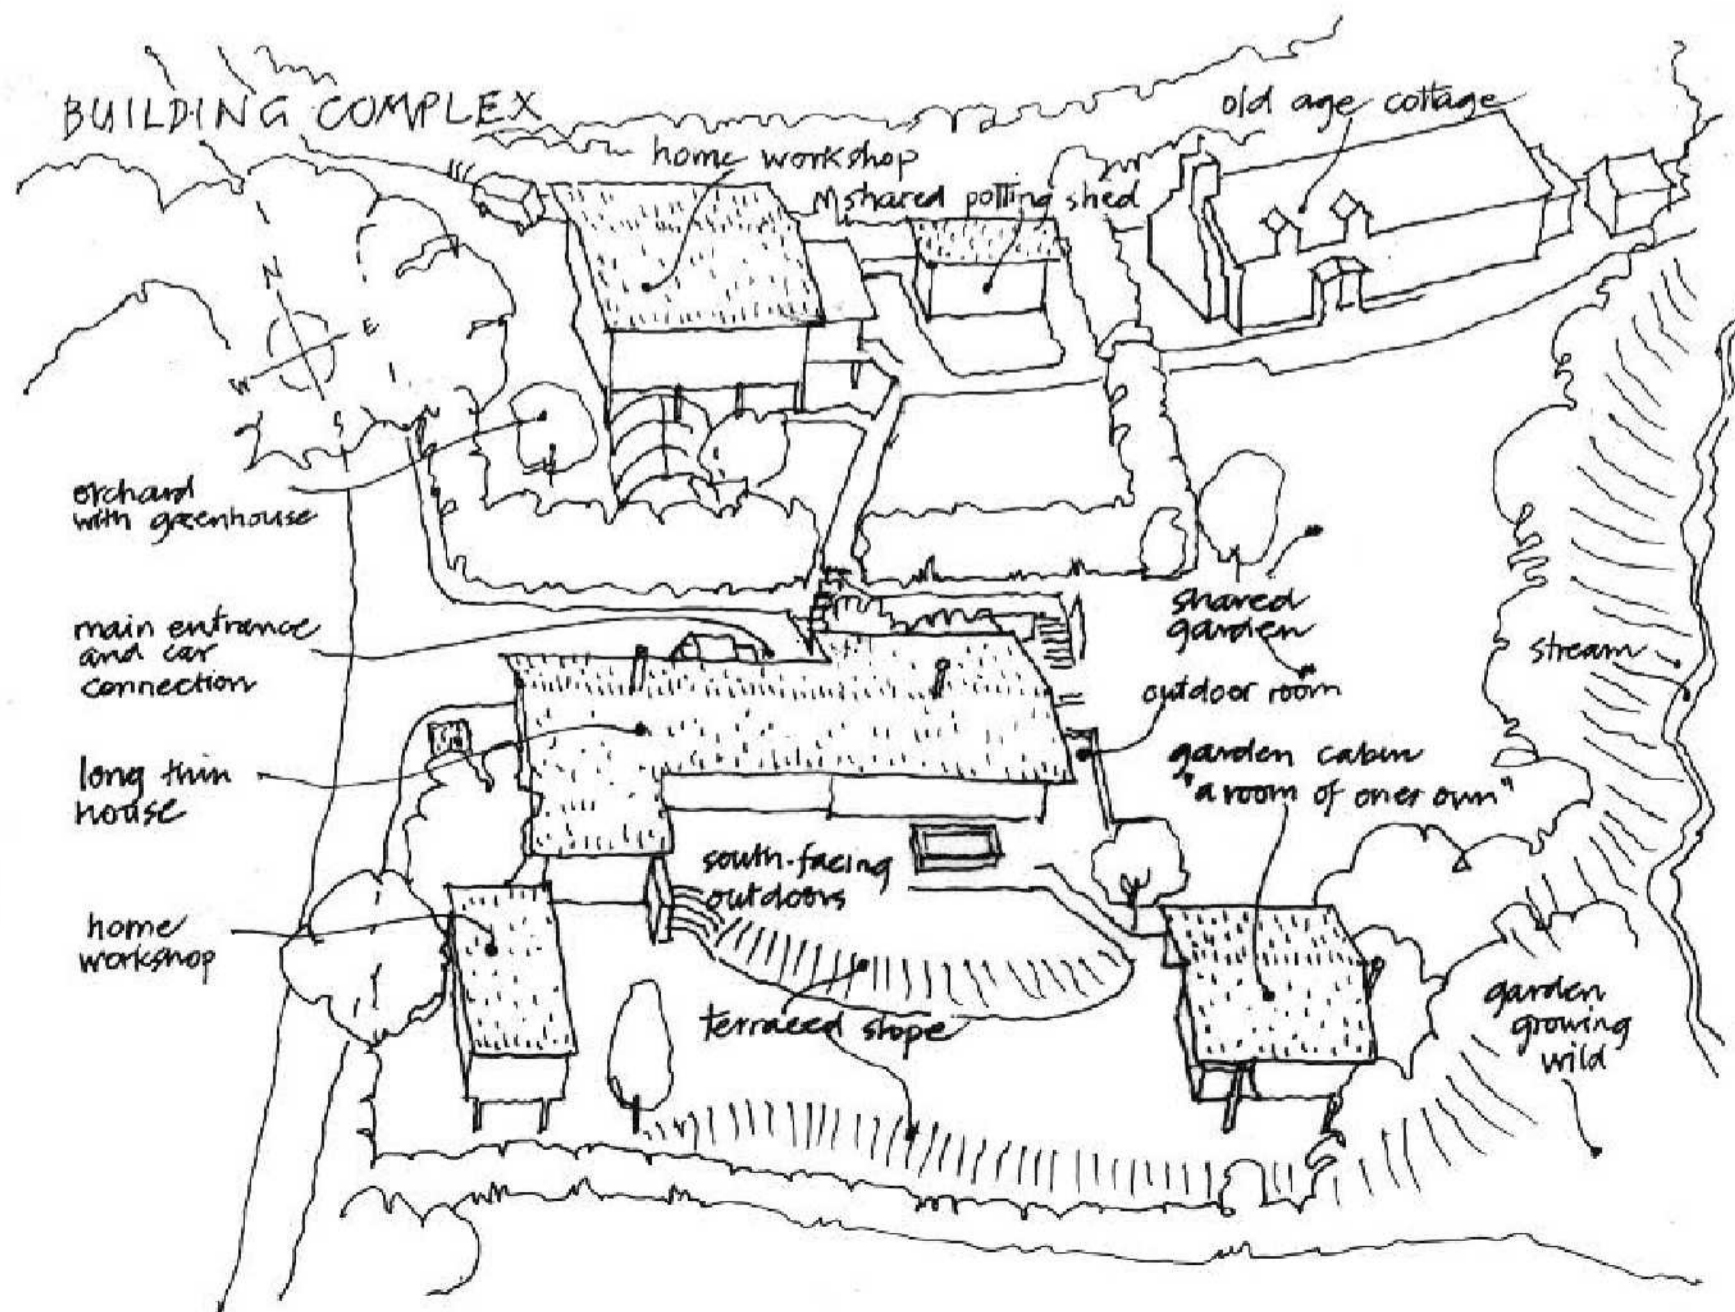 BUILDING COMPLEX
old age cottage
home workshop
shared potting shed
N
E
W
S
orchard
with greenhouse
main entrance
and car
connection
shared
garden
stream
outdoor room
long thin
house
garden cabin
"a room of ones own"
south-facing
outdoors
home
workshop
terraced slope
garden
growing
wild